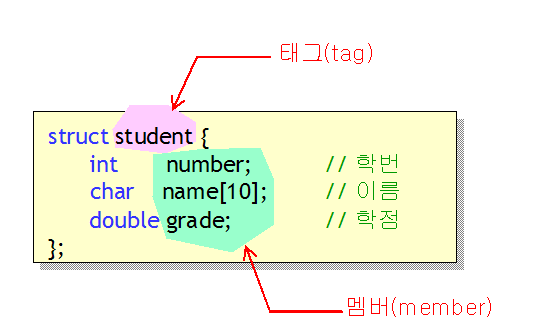 태그(tag)
struct student {
int number; // 학번
char name[10]; // 이름
double grade; // 학점
};
멤버(member)